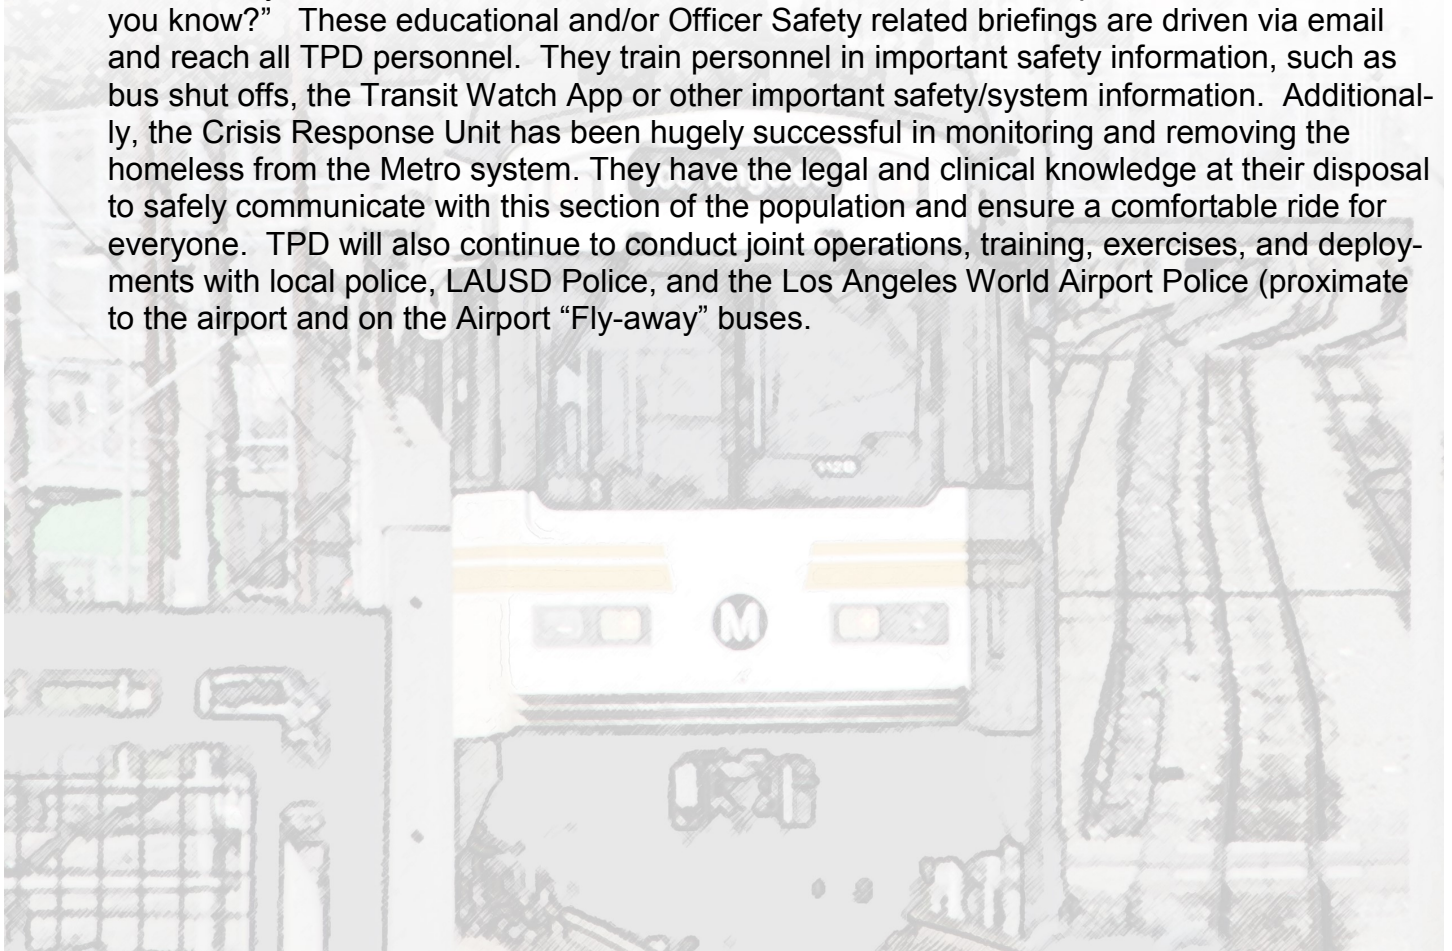 you know?”   These educational and/or Officer Safety related briefings are driven via email
and reach all TPD personnel.  They train personnel in important safety information, such as
bus shut offs, the Transit Watch App or other important safety/system information.  Additional-
ly, the Crisis Response Unit has been hugely successful in monitoring and removing the
homeless from the Metro system. They have the legal and clinical knowledge at their disposal
to safely communicate with this section of the population and ensure a comfortable ride for
everyone.  TPD will also continue to conduct joint operations, training, exercises, and deploy-
ments with local police, LAUSD Police, and the Los Angeles World Airport Police (proximate
to the airport and on the Airport “Fly-away” buses.
M